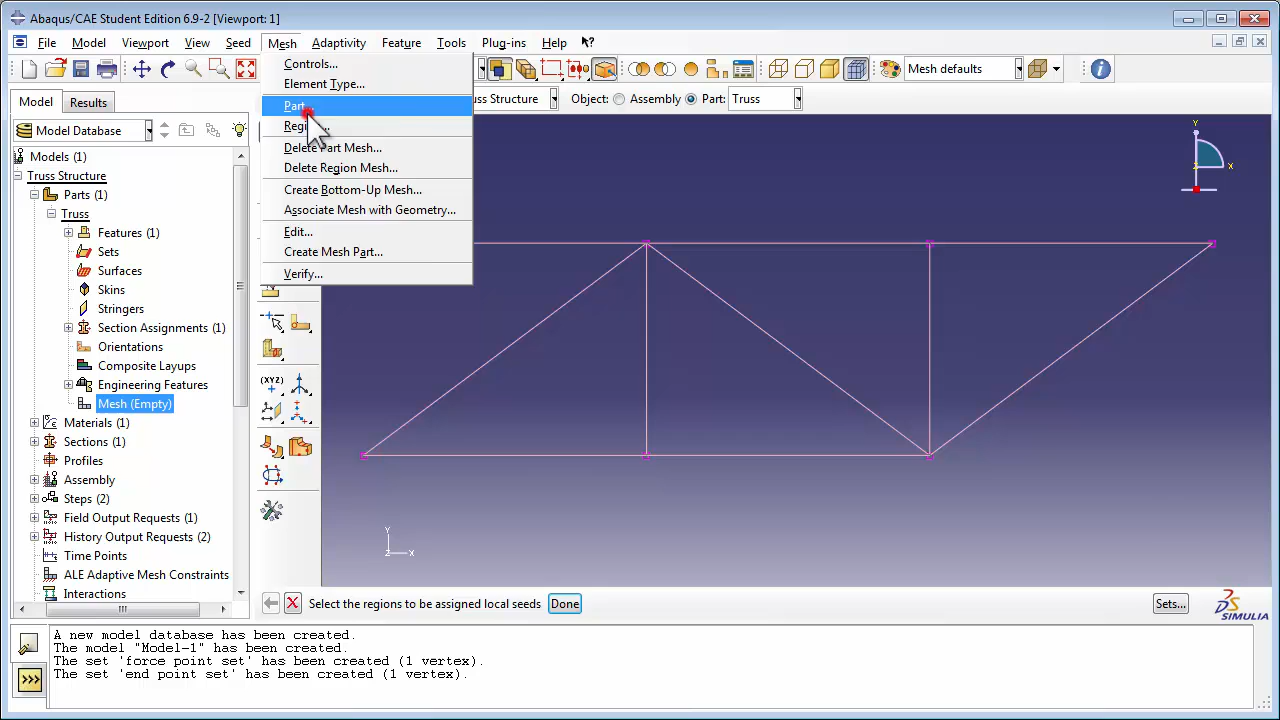 Abaqus/CAE Student Edition 6.9-2 [Viewport: 1]
File Model Viewport View Seed Mesh Adaptivity Feature Tools Plug-ins Help
Controls...
Element Type...
Part...
Delete Part Mesh...
Delete Region Mesh...
Create Bottom-Up Mesh...
Associate Mesh with Geometry...
Edit...
Create Mesh Part...
Verify...
Mesh defaults
Model Results
Structure Object: Assembly Part: Truss
Model Database
Models (1)
Truss Structure
Parts (1)
Truss
Features (1)
Sets
Surfaces
Skins
Stringers
Section Assignments (1)
Orientations
Composite Layups
Engineering Features
Mesh (Empty)
Materials (1)
Sections (1)
Profiles
Assembly
Steps (2)
Field Output Requests (1)
History Output Requests (2)
Time Points
ALE Adaptive Mesh Constraints
Interactions
(XYZ)
Y
X
Z
Y
Z X
Select the regions to be assigned local seeds Done Sets...
SIMULIA
A new model database has been created.
The model "Model-1" has been created.
The set 'force point set' has been created (1 vertex).
The set 'end point set' has been created (1 vertex).
>>>